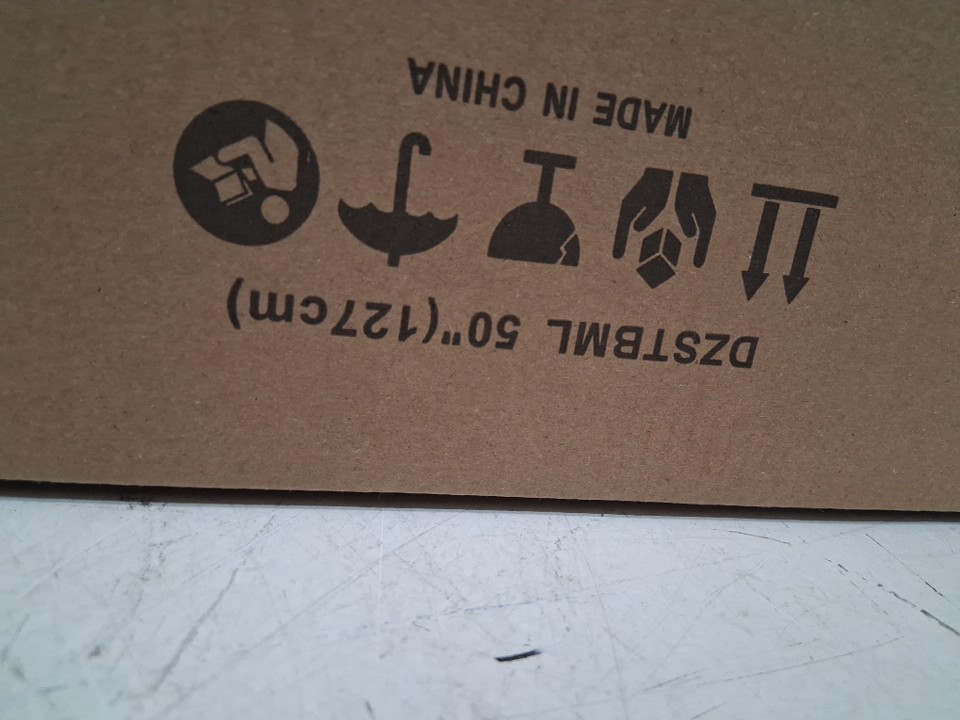 DZSTBML 50"(127cm)
MADE IN CHINA